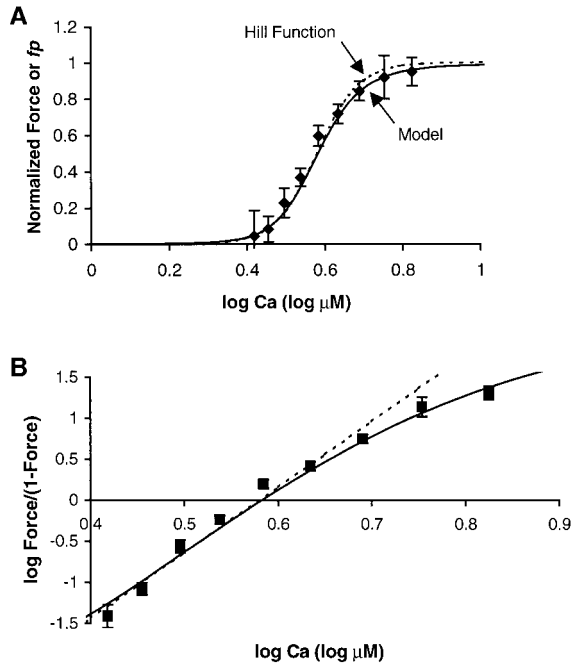 A
Normalized Force or fp
1.2
1
0.8
0.6
0.4
0.2
0
Hill Function
Model
0 0.2 0.4 0.6 0.8 1
log Ca (log µM)
B
log Force/(1-Force)
1.5
1
0.5
0
0.4 0.5 0.6 0.7 0.8 0.9
-0.5
-1
-1.5
log Ca (log µM)